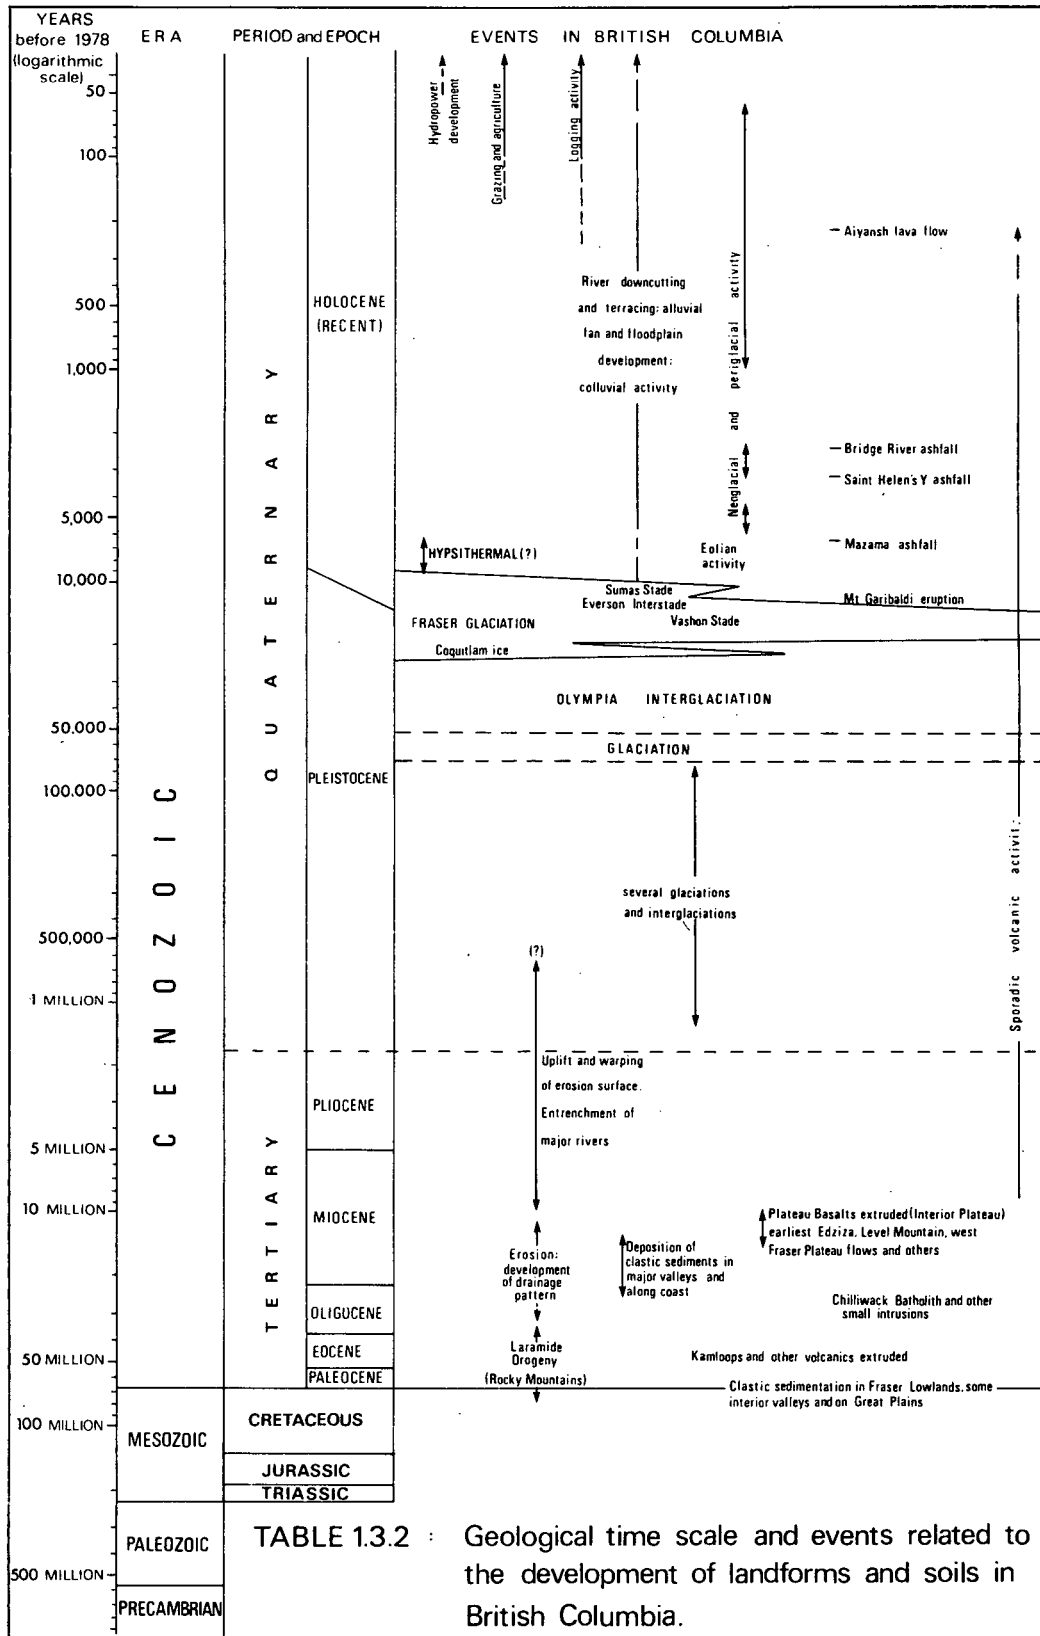 YEARS
before 1978
(logarithmic
scale)
ERA
PERIOD and EPOCH
EVENTS IN BRITISH COLUMBIA
50
100
500
1,000
5,000
10,000
50,000
100,000
500,000
1 MILLION
5 MILLION
10 MILLION
50 MILLION
100 MILLION
500 MILLION
CENOZOIC
MESOZOIC
PALEOZOIC
PRECAMBRIAN
QUATERNARY
TERTIARY
HOLOCENE
(RECENT)
PLEISTOCENE
PLIOCENE
MIOCENE
OLIGOCENE
EOCENE
PALEOCENE
CRETACEOUS
JURASSIC
TRIASSIC
Hydropower
development
Grazing and agriculture
Logging activity
River downcutting
and terracing: alluvial
fan and floodplain
development:
colluvial activity
Neoglacial and periglacial activity
Aiyansh lava flow
Bridge River ashfall
Saint Helen's Y ashfall
Mazama ashfall
HYPSITHERMAL(?)
Eolian
activity
Sumas Stade
Everson Interstade
Mt Garibaldi eruption
FRASER GLACIATION
Vashon Stade
Coquitlam ice
OLYMPIA INTERGLACIATION
GLACIATION
several glaciations
and interglaciations
Sporadic volcanic activit:
(?)
Uplift and warping
of erosion surface.
Entrenchment of
major rivers
Plateau Basalts extruded (Interior Plateau)
earliest Edziza, Level Mountain, west
Fraser Plateau flows and others
Erosion:
development
of drainage
pattern
Deposition of
clastic sediments in
major valleys and
along coast
Chilliwack Batholith and other
small intrusions
Laramide
Orogeny
(Rocky Mountains)
Kamloops and other volcanics extruded
Clastic sedimentation in Fraser Lowlands, some
interior valleys and on Great Plains
TABLE 1.3.2 : Geological time scale and events related to
the development of landforms and soils in
British Columbia.